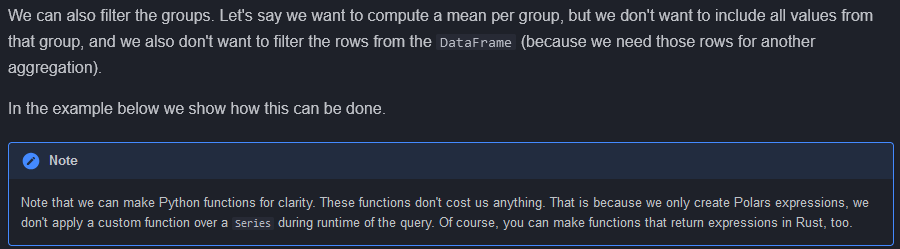 We can also filter the groups. Let's say we want to compute a mean per group, but we don't want to include all values from
that group, and we also don't want to filter the rows from the DataFrame (because we need those rows for another
aggregation).
In the example below we show how this can be done.
Note
Note that we can make Python functions for clarity. These functions don't cost us anything. That is because we only create Polars expressions, we
don't apply a custom function over a Series during runtime of the query. Of course, you can make functions that return expressions in Rust, too.